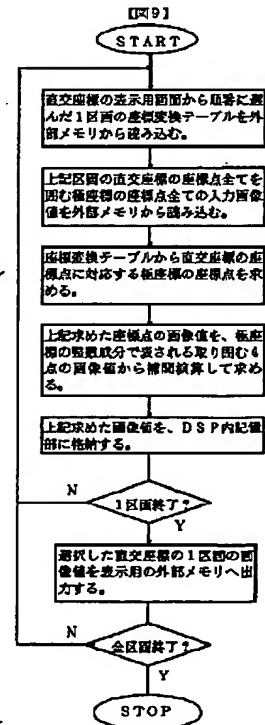 【図9】
START
直交座標の表示用画面から順番に選
んだ1区画の座標変換テーブルを外
部メモリから読み込む。
上記区画の直交座標の座標点全てを
囲む極座標の座標点全ての入力画像
値を外部メモリから読み込む。
座標変換テーブルから直交座標の座
標点に対応する極座標の座標点を求
める。
上記求めた座標点の画像値を、極座
標の整数成分で表される取り囲む4
点の画像値から補間演算して求め
る。
上記求めた画像値を、DSP内記憶
部に格納する。
N
1区画終了?
Y
選択した直交座標の1区画の画
像値を表示用の外部メモリへ出
力する。
N
全区画終了?
Y
STOP